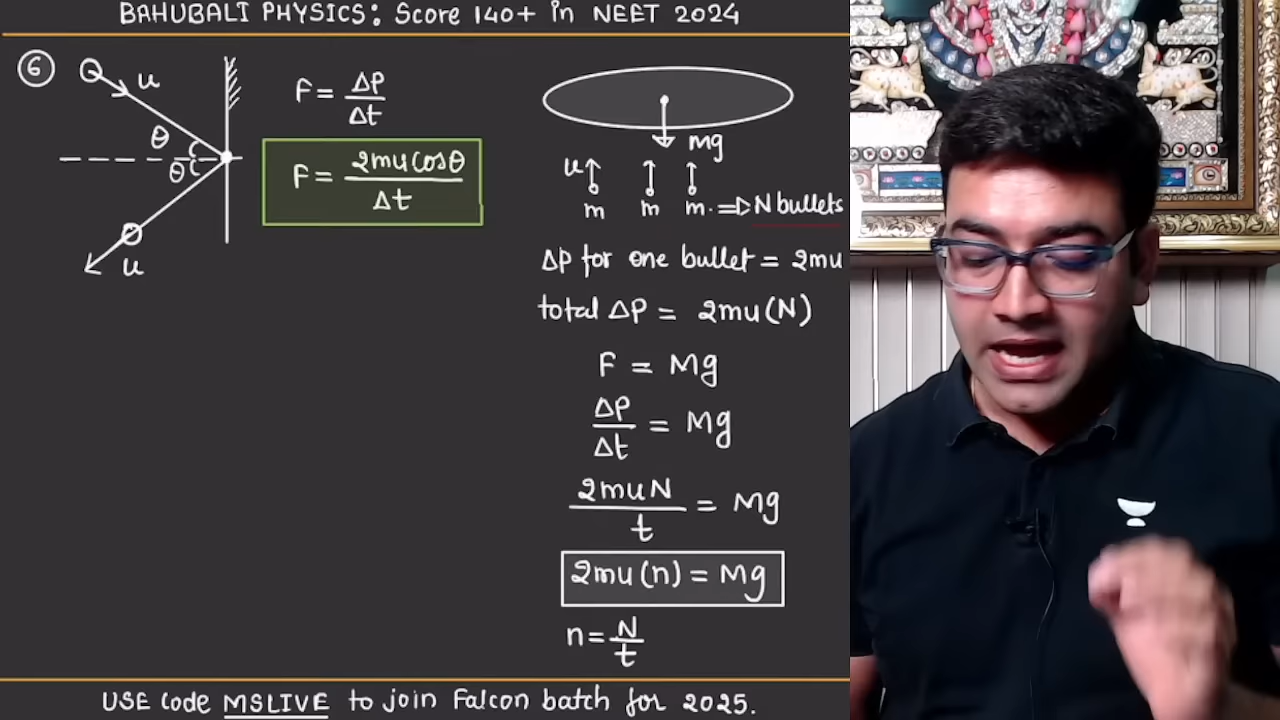 BAHUBALI PHYSICS: Score 140+ in NEET 2024
6
u
θ
θ
u
F = ΔP/Δt
F = 2mu Cosθ/Δt
Mg
u
m m m. ⇒ N bullets
ΔP for one bullet = 2mu
total ΔP = 2mu(N)
F = Mg
ΔP/Δt = Mg
2muN/t = Mg
2mu(n) = Mg
n = N/t
USE Code MSLIVE to join Falcon batch for 2025.